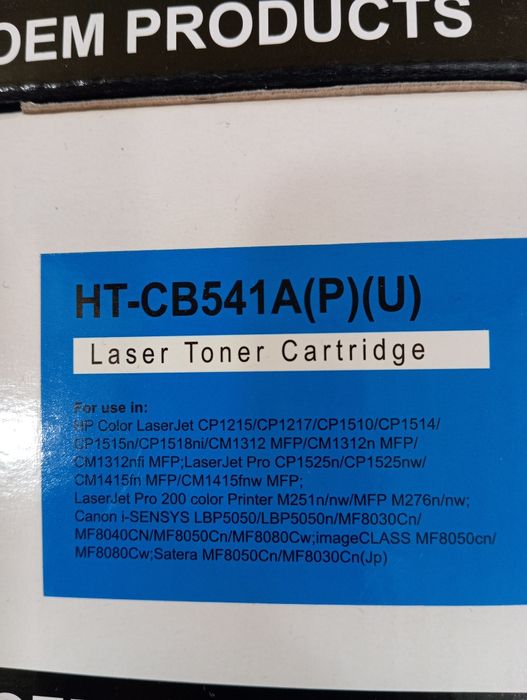 OEM PRODUCTS
HT-CB541A(P)(U)
Laser Toner Cartridge
For use in:
HP Color LaserJet CP1215/CP1217/CP1510/CP1514/
CP1515n/CP1518ni/CM1312 MFP/CM1312n MFP/
CM1312nfi MFP;LaserJet Pro CP1525n/CP1525nw/
CM1415fn MFP/CM1415fnw MFP;
LaserJet Pro 200 color Printer M251n/nw/MFP M276n/nw;
Canon i-SENSYS LBP5050/LBP5050n/MF8030Cn/
MF8040CN/MF8050Cn/MF8080Cw;imageCLASS MF8050cn/
MF8080Cw;Satera MF8050Cn/MF8030Cn(Jp)